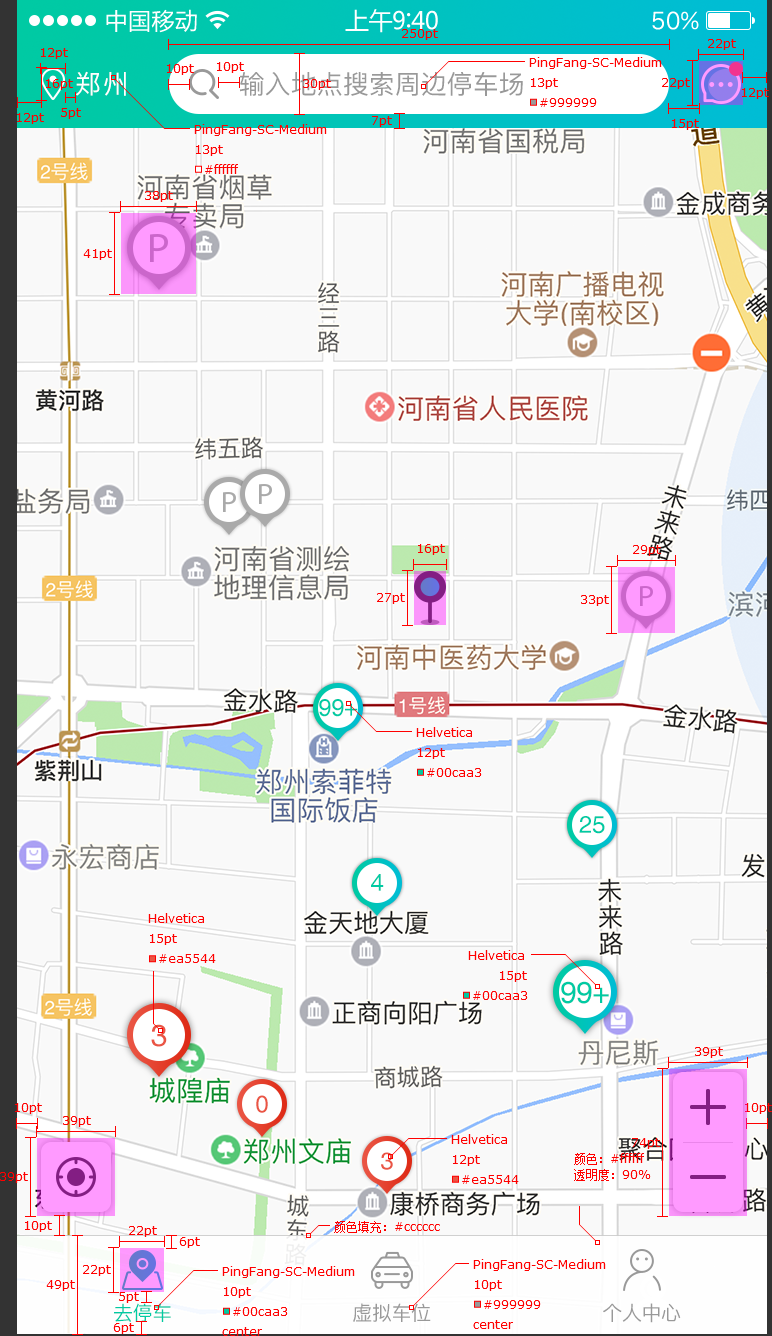 中国移动
上午9:40
50%
250pt
12pt
16pt
郑州
12pt
5pt
10pt
10pt
30pt
输入地点搜索周边停车场
PingFang-SC-Medium
13pt
#999999
22pt
22pt
12pt
15pt
7pt
PingFang-SC-Medium
13pt
#ffffff
河南省国税局
道
2号线
河南省烟草
专卖局
38pt
41pt
P
金成商务
经三路
河南广播电视
大学(南校区)
黄河路
河南省人民医院
纬五路
盐务局
P
P
未来路
纬四
河南省测绘
地理信息局
2号线
16pt
27pt
29pt
33pt
P
滨河
河南中医药大学
金水路
99+
1号线
金水路
Helvetica
12pt
#00caa3
紫荆山
郑州索菲特
国际饭店
25
永宏商店
4
发
未来路
金天地大厦
Helvetica
15pt
#ea5544
Helvetica
15pt
#00caa3
99+
2号线
正商向阳广场
3
丹尼斯
城隍庙
商城路
39pt
0
10pt
39pt
39pt
10pt
郑州文庙
3
Helvetica
12pt
#ea5544
颜色：#ffffff
透明度：90%
聚合
心
10pt
康桥商务广场
路
城东路
颜色填充：#cccccc
22pt
6pt
22pt
49pt
5pt
6pt
去停车
PingFang-SC-Medium
10pt
#00caa3
center
虚拟车位
PingFang-SC-Medium
10pt
#999999
center
个人中心